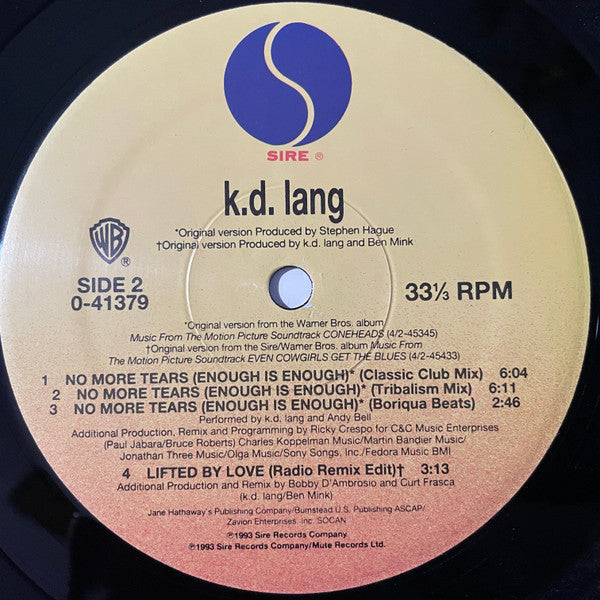 SIRE ®
k.d. lang
*Original version Produced by Stephen Hague
†Original version Produced by k.d. lang and Ben Mink
WB
®
SIDE 2
0-41379
33⅓ RPM
*Original version from the Warner Bros. album
Music From The Motion Picture Soundtrack CONEHEADS (4/2-45345)
†Original version from the Sire/Warner Bros. album Music From
The Motion Picture Soundtrack EVEN COWGIRLS GET THE BLUES (4/2-45433)
1 NO MORE TEARS (ENOUGH IS ENOUGH)* (Classic Club Mix) 6:04
2 NO MORE TEARS (ENOUGH IS ENOUGH)* (Tribalism Mix) 6:11
3 NO MORE TEARS (ENOUGH IS ENOUGH)* (Boriqua Beats) 2:46
Performed by k.d. lang and Andy Bell
Additional Production, Remix and Programming by Ricky Crespo for C&C Music Enterprises
(Paul Jabara/Bruce Roberts) Charles Koppelman Music/Martin Bandier Music/
Jonathan Three Music/Olga Music/Sony Songs, Inc./Fedora Music BMI
4 LIFTED BY LOVE (Radio Remix Edit)† 3:13
Additional Production and Remix by Bobby D'Ambrosio and Curt Frasca
(k.d. lang/Ben Mink)
Jane Hathaway's Publishing Company/Bumstead U.S. Publishing ASCAP/
Zavion Enterprises, Inc. SOCAN
℗1993 Sire Records Company
℗1993 Sire Records Company/Mute Records Ltd.